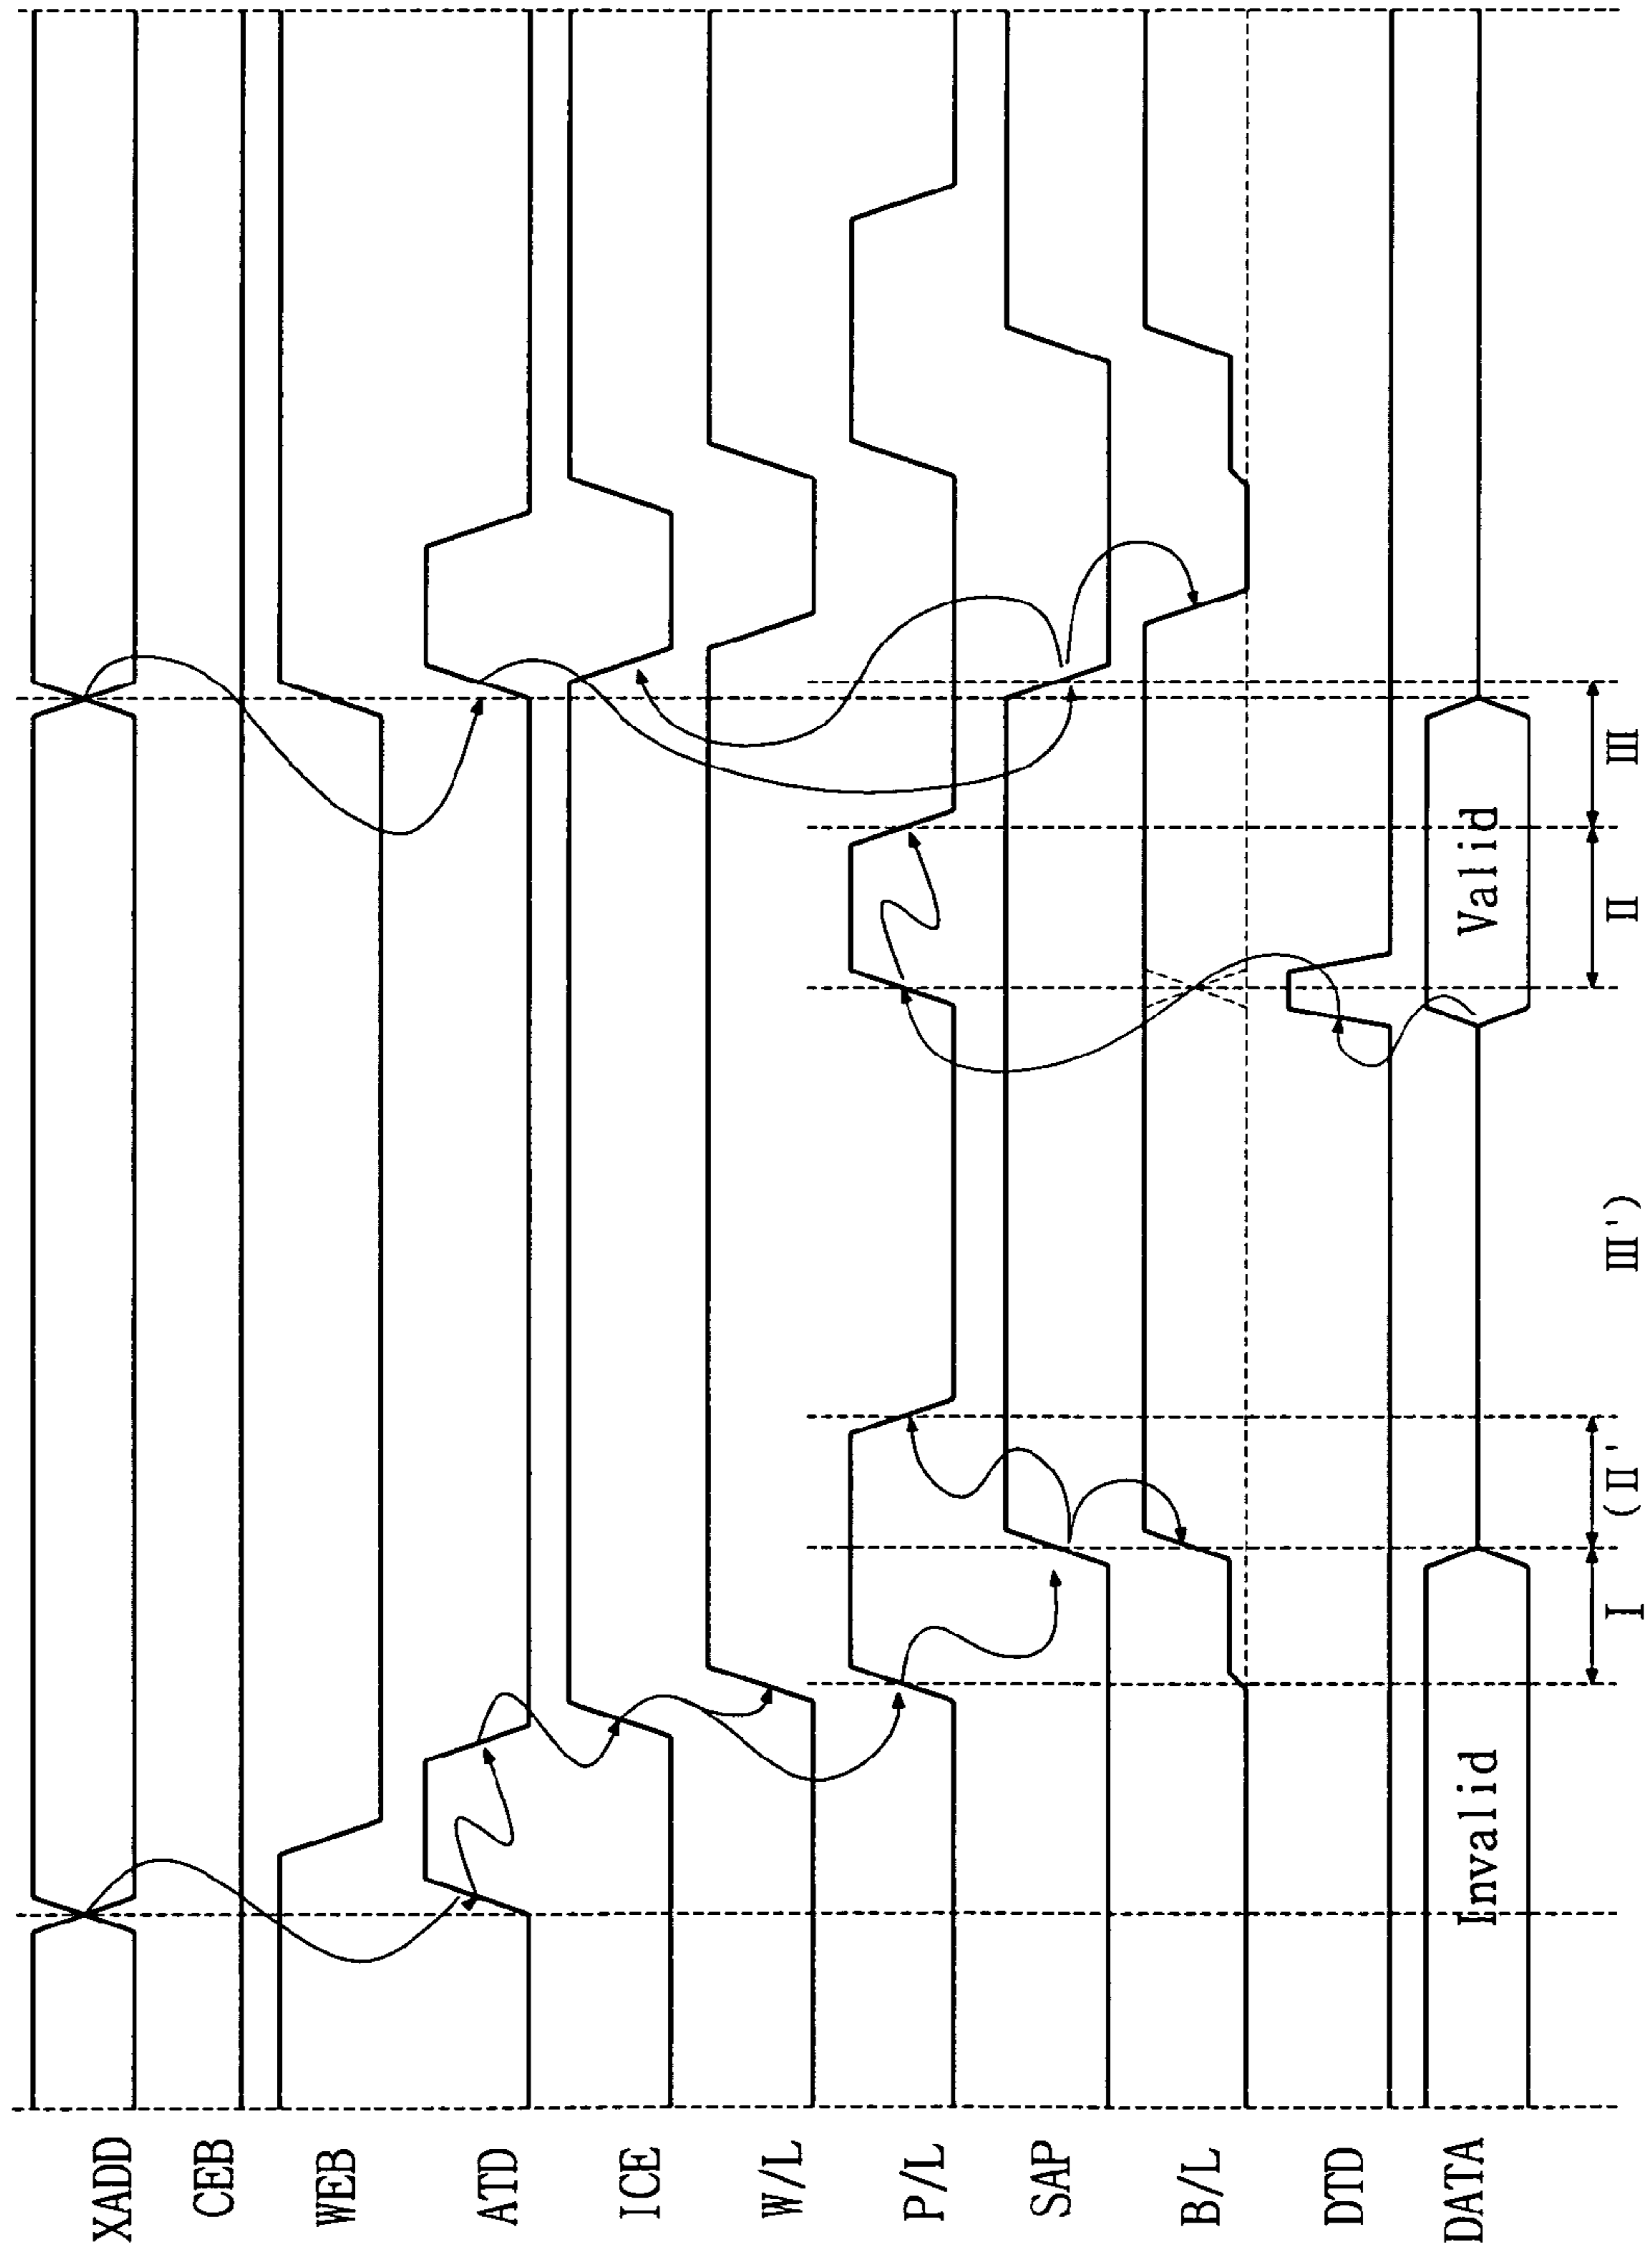 XADD
CEB
WEB
ATD
ICE
W/L
P/L
SAP
B/L
DTD
DATA
Invalid
Valid
I
(II'
III')
II
III